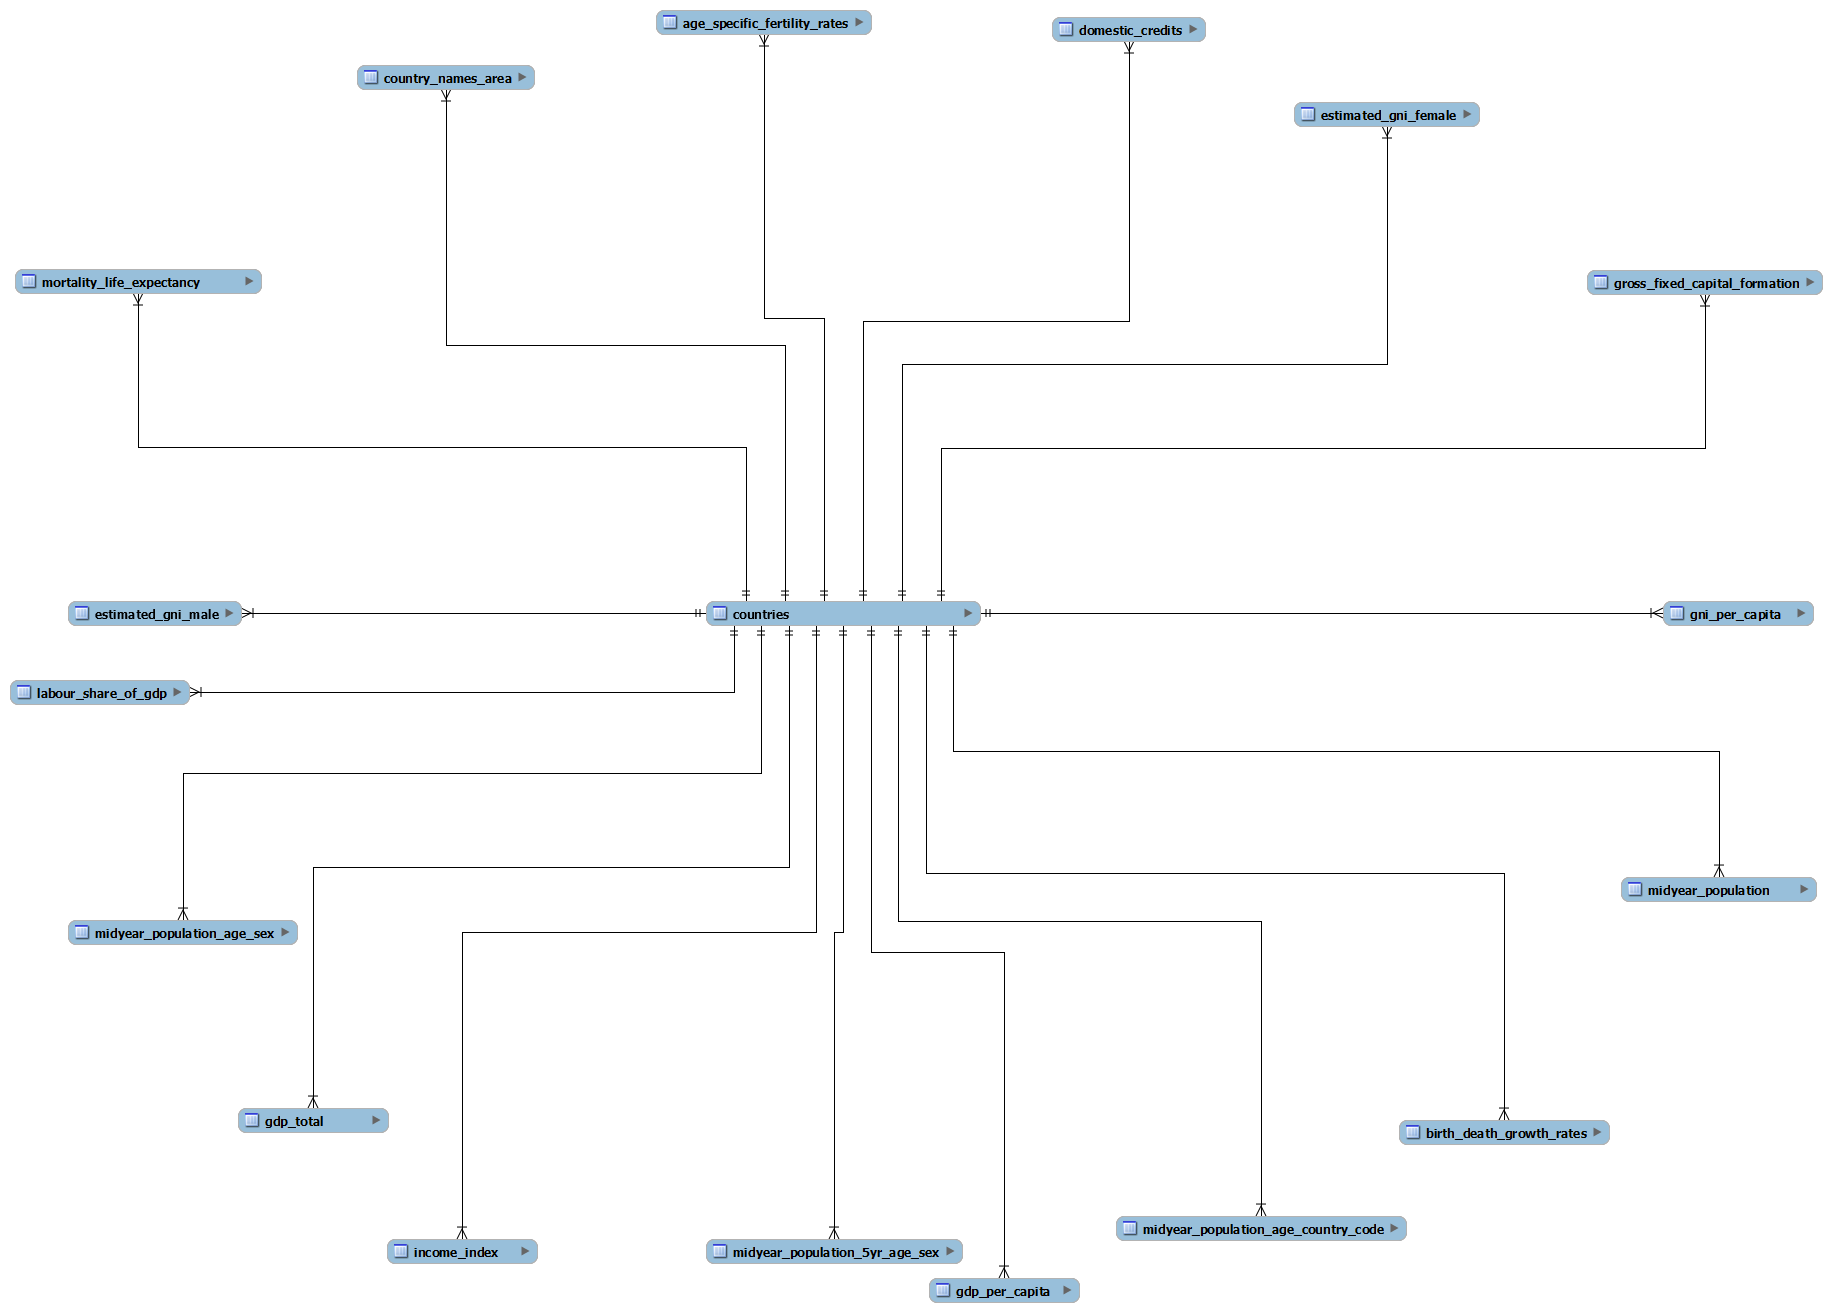 age_specific_fertility_rates
domestic_credits
country_names_area
estimated_gni_female
mortality_life_expectancy
gross_fixed_capital_formation
estimated_gni_male
countries
gni_per_capita
labour_share_of_gdp
midyear_population
midyear_population_age_sex
gdp_total
birth_death_growth_rates
midyear_population_age_country_code
income_index
midyear_population_5yr_age_sex
gdp_per_capita